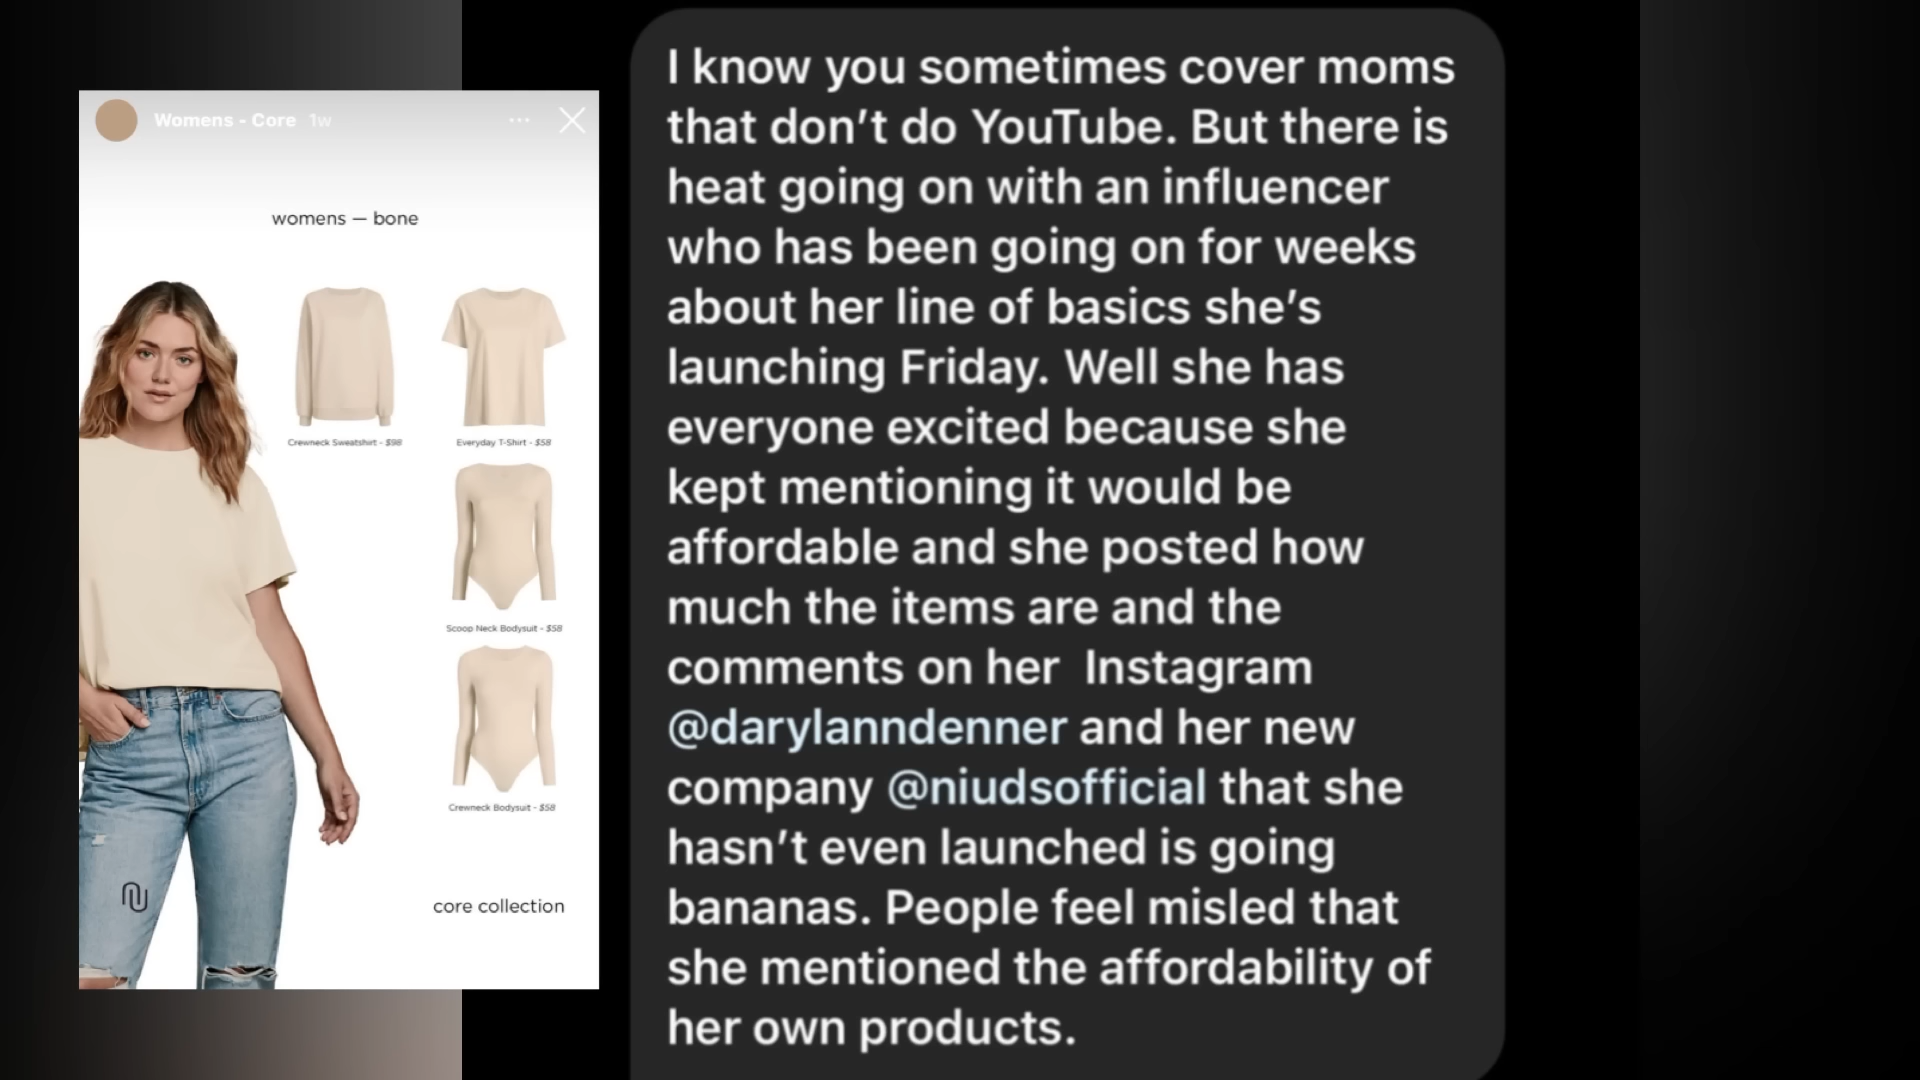 Womens - Core 1w
womens — bone
Crewneck Sweatshirt - $98
Everyday T-Shirt - $58
Scoop Neck Bodysuit - $58
Crewneck Bodysuit - $58
core collection
I know you sometimes cover moms
that don’t do YouTube. But there is
heat going on with an influencer
who has been going on for weeks
about her line of basics she’s
launching Friday. Well she has
everyone excited because she
kept mentioning it would be
affordable and she posted how
much the items are and the
comments on her Instagram
@darylanndenner and her new
company @niudsofficial that she
hasn’t even launched is going
bananas. People feel misled that
she mentioned the affordability of
her own products.